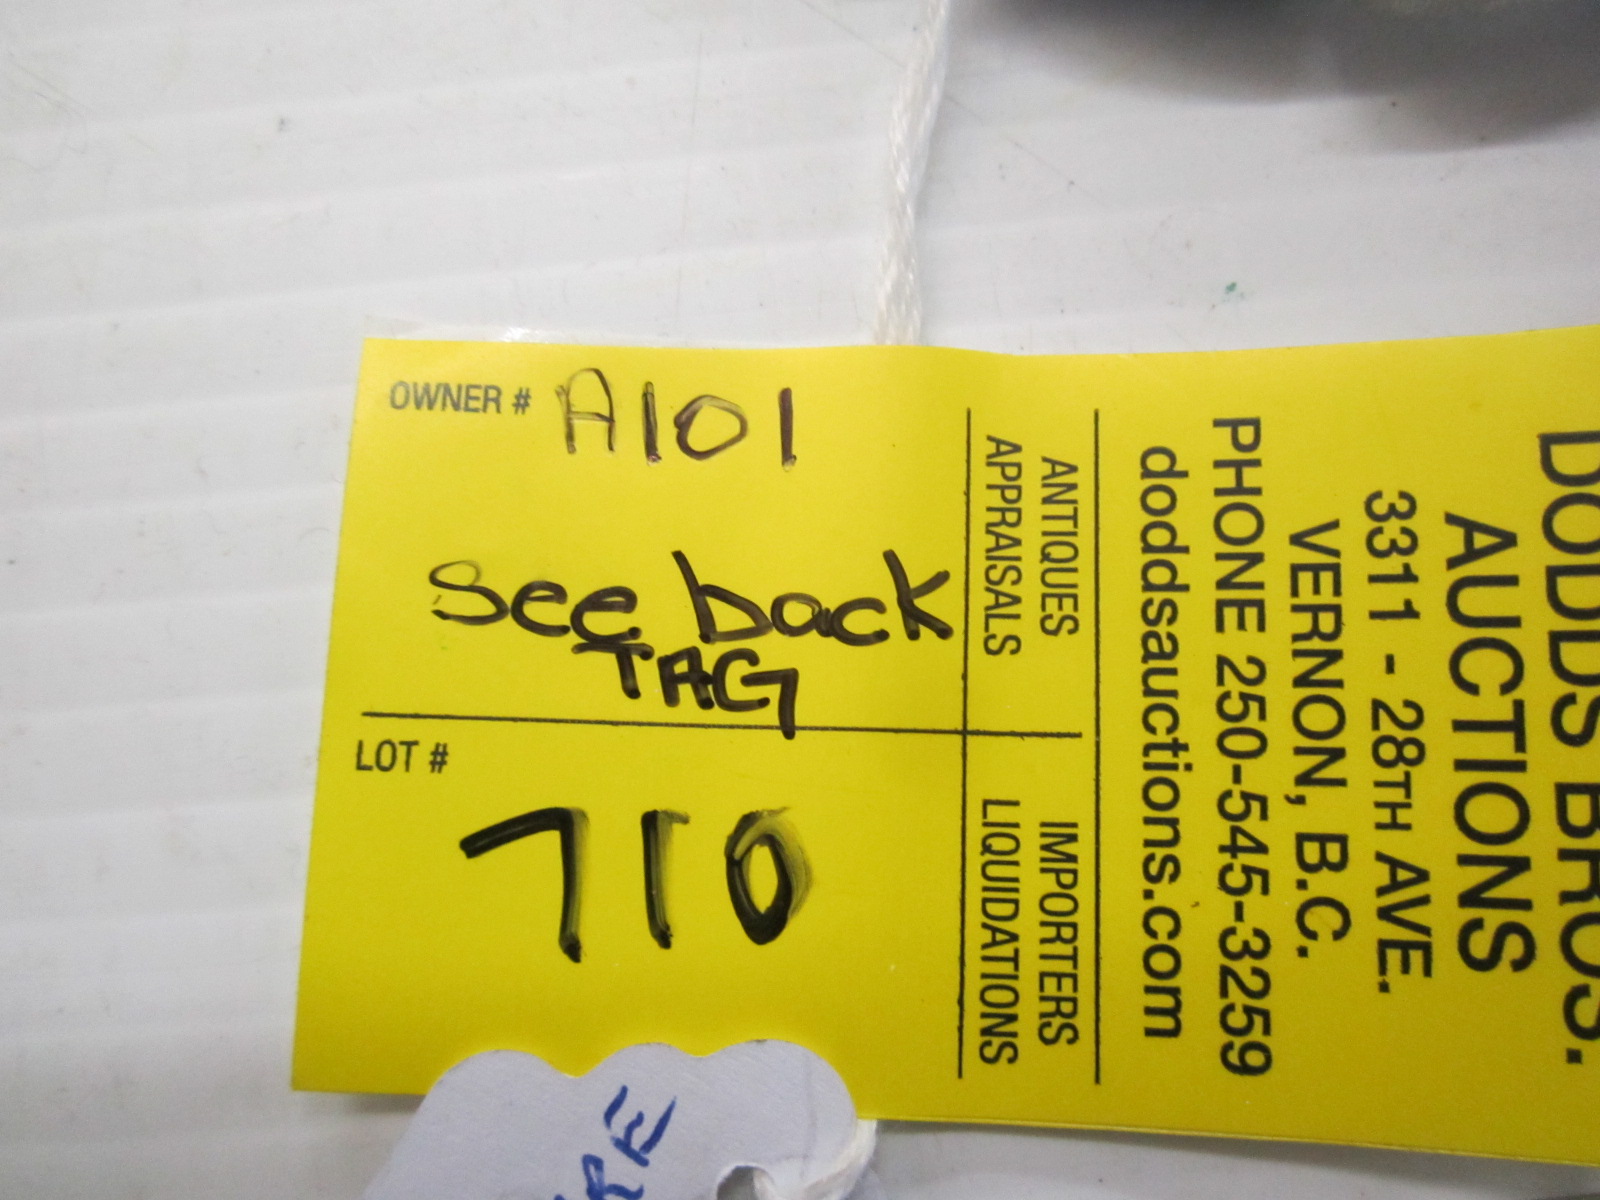 OWNER # A101
see back
TAG
LOT #
710
DODDS BROS.
AUCTIONS
3311 - 28TH AVE.
VERNON, B.C.
PHONE 250-545-3259
doddsauctions.com
ANTIQUES IMPORTERS
APPRAISALS LIQUIDATIONS